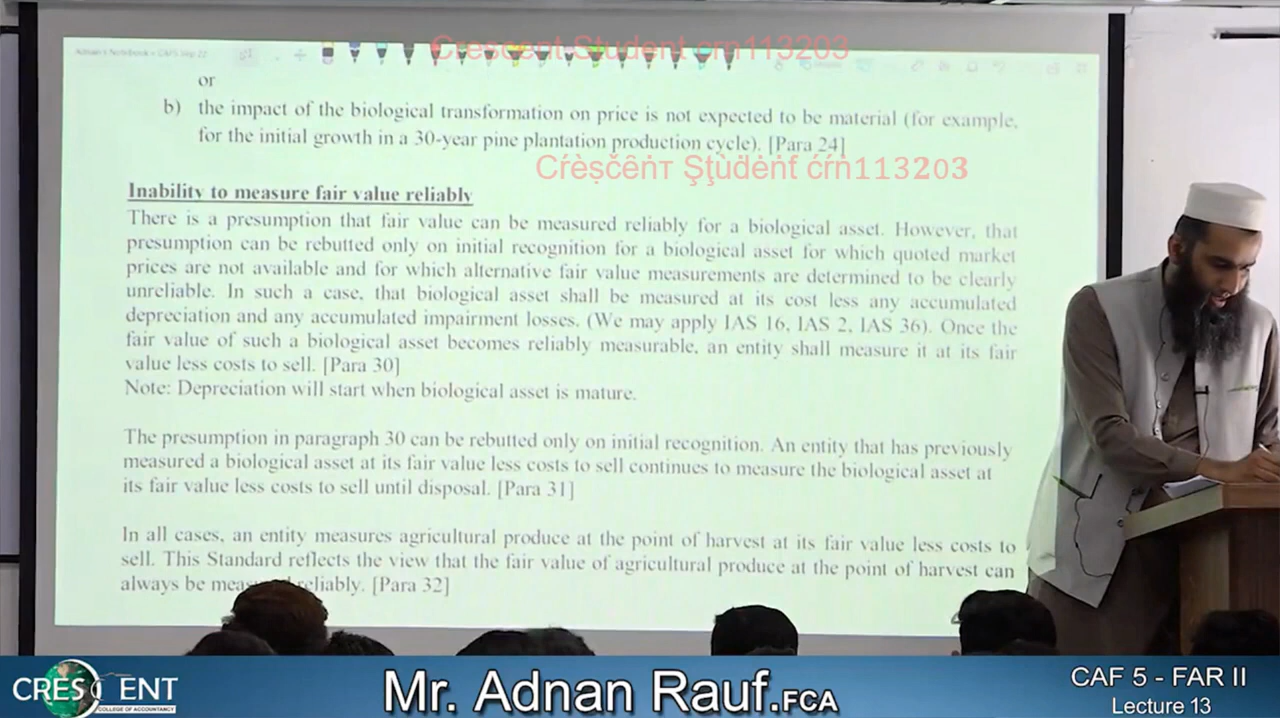 Adnan's Notebook » CAF5 Sep 22
Crescent Student crn113203
or
b) the impact of the biological transformation on price is not expected to be material (for example,
for the initial growth in a 30-year pine plantation production cycle). [Para 24]
Cŕèşčêṅт Şţùḋėṅť ćŕṅ113203
Inability to measure fair value reliably
There is a presumption that fair value can be measured reliably for a biological asset. However, that
presumption can be rebutted only on initial recognition for a biological asset for which quoted market
prices are not available and for which alternative fair value measurements are determined to be clearly
unreliable. In such a case, that biological asset shall be measured at its cost less any accumulated
depreciation and any accumulated impairment losses. (We may apply IAS 16, IAS 2, IAS 36). Once the
fair value of such a biological asset becomes reliably measurable, an entity shall measure it at its fair
value less costs to sell. [Para 30]
Note: Depreciation will start when biological asset is mature.
The presumption in paragraph 30 can be rebutted only on initial recognition. An entity that has previously
measured a biological asset at its fair value less costs to sell continues to measure the biological asset at
its fair value less costs to sell until disposal. [Para 31]
In all cases, an entity measures agricultural produce at the point of harvest at its fair value less costs to
sell. This Standard reflects the view that the fair value of agricultural produce at the point of harvest can
always be reliably. [Para 32]
CRESCENT
COLLEGE OF ACCOUNTANCY
Mr. Adnan Rauf.FCA
CAF 5 - FAR II
Lecture 13